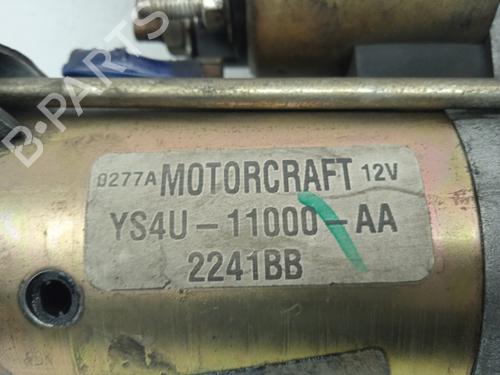 B-PARTS
0277A MOTORCRAFT 12V
YS4U-11000-AA
2241BB